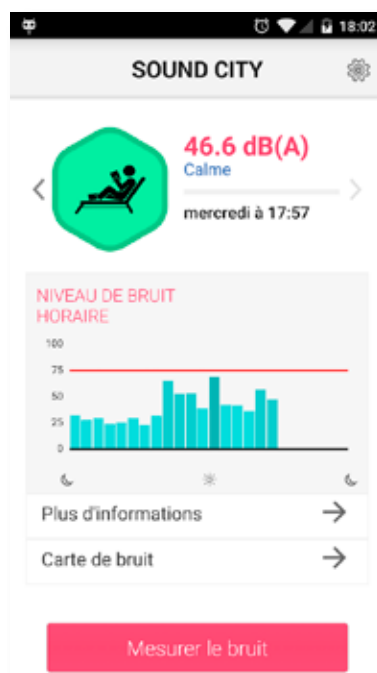 18:02
SOUND CITY
46.6 dB(A)
Calme
mercredi à 17:57
NIVEAU DE BRUIT
HORAIRE
100
75
50
25
0
Plus d'informations
Carte de bruit
Mesurer le bruit